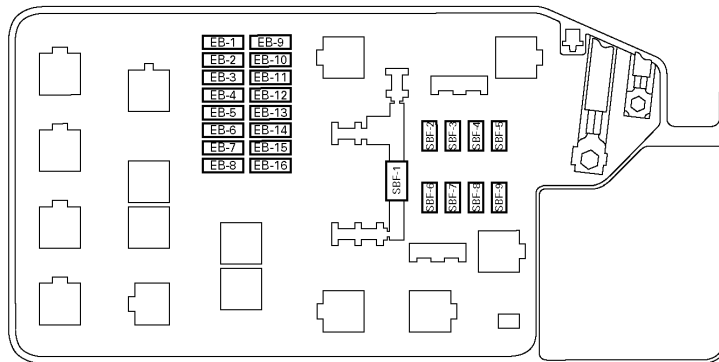 EB-1 EB-9
EB-2 EB-10
EB-3 EB-11
EB-4 EB-12
EB-5 EB-13
EB-6 EB-14
EB-7 EB-15
EB-8 EB-16
SBF-1
SBF-2 SBF-3 SBF-4 SBF-5
SBF-6 SBF-7 SBF-8 SBF-9